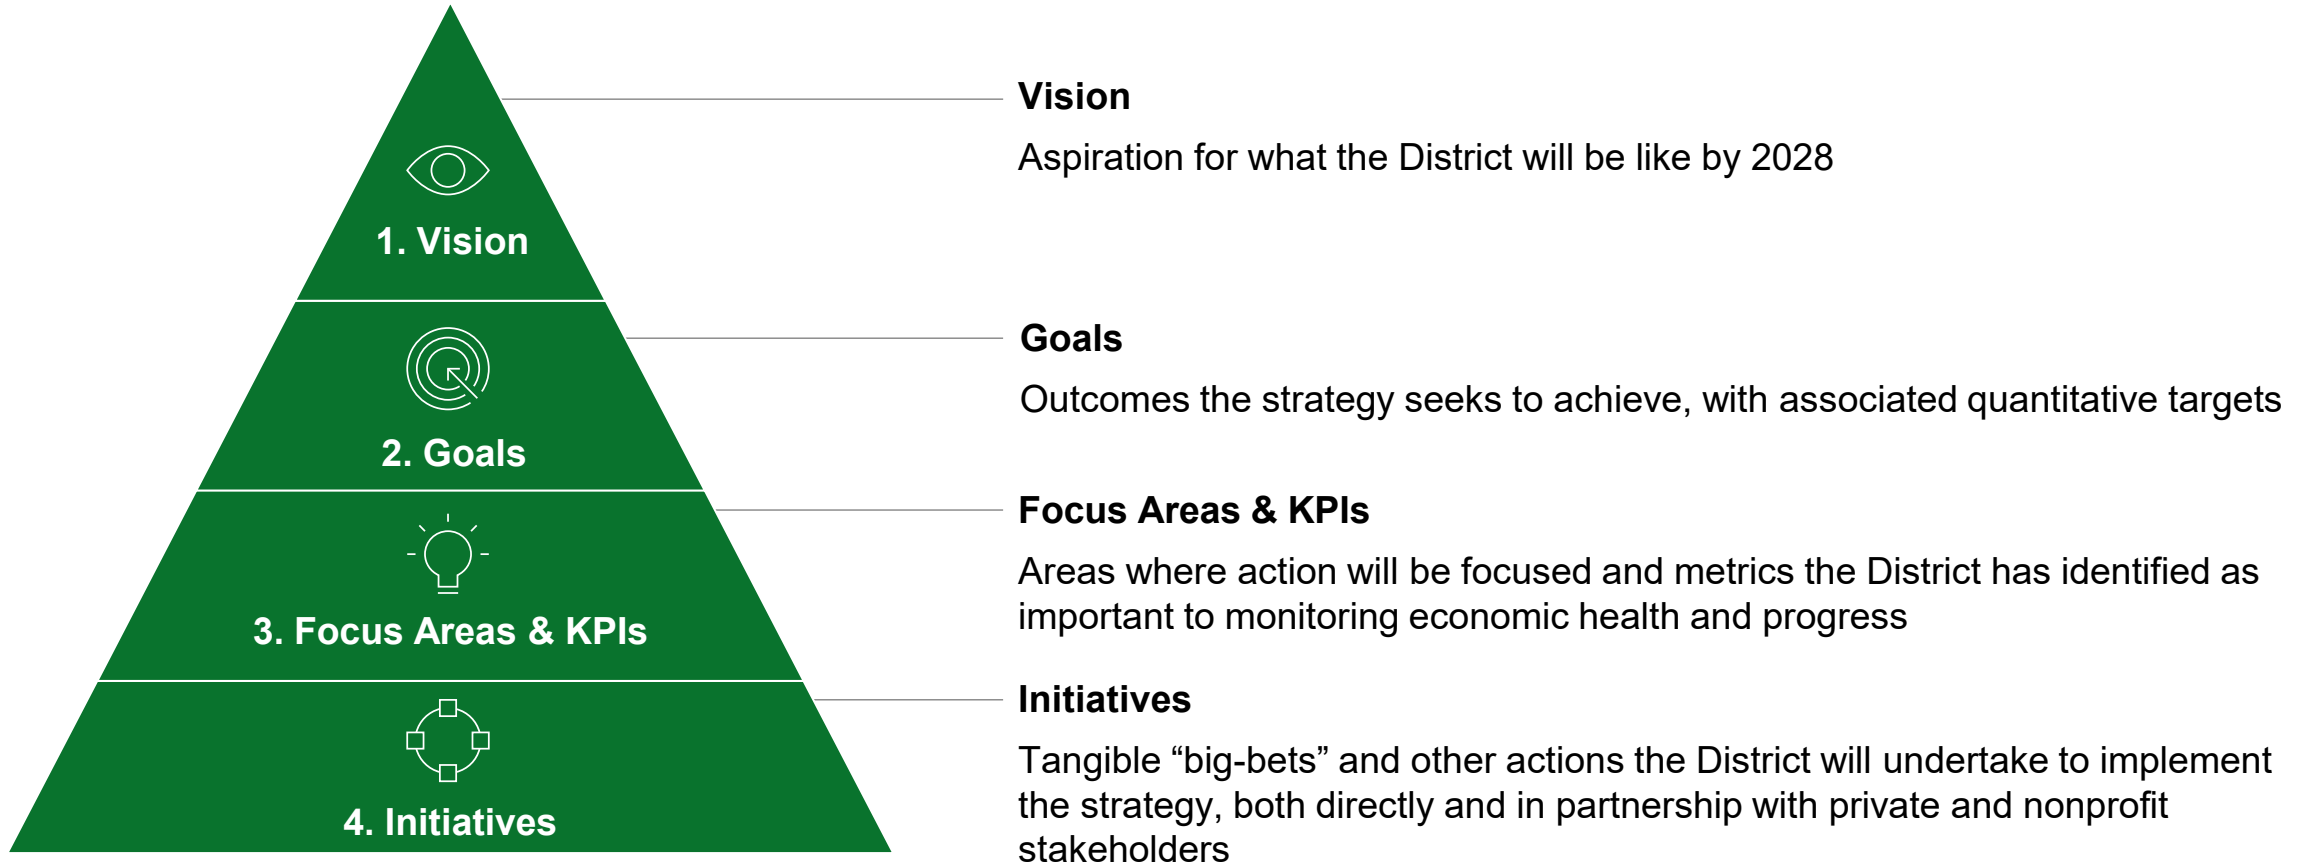 1. Vision
2. Goals
3. Focus Areas & KPIs
4. Initiatives
Vision
Aspiration for what the District will be like by 2028
Goals
Outcomes the strategy seeks to achieve, with associated quantitative targets
Focus Areas & KPIs
Areas where action will be focused and metrics the District has identified as
important to monitoring economic health and progress
Initiatives
Tangible “big-bets” and other actions the District will undertake to implement
the strategy, both directly and in partnership with private and nonprofit
stakeholders